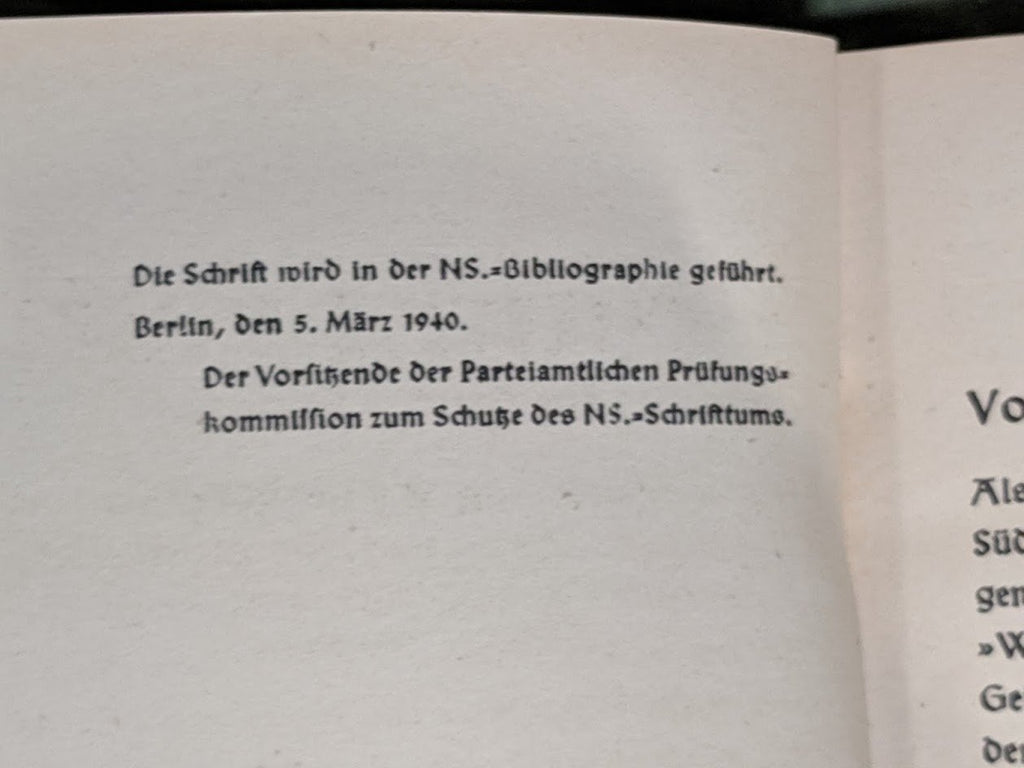 Die Schrift wird in der NS.=Bibliographie geführt.
Berlin, den 5. März 1940.
Der Vorsitzende der Parteiamtlichen Prüfungs=
kommission zum Schutze des NS.=Schrifttums.
Vo
Als
Süd
gen
»W
Ge
der